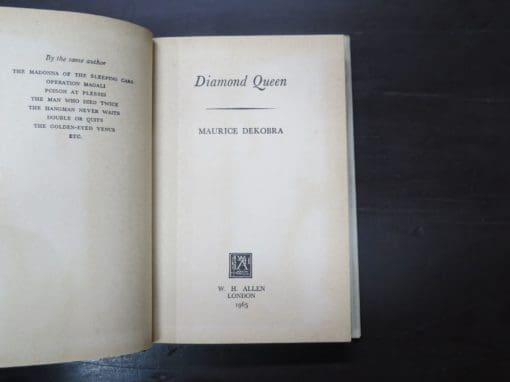 By the same author
THE MADONNA OF THE SLEEPING CARS
OPERATION MAGALI
POISON AT PLESSIS
THE MAN WHO DIED TWICE
THE HANGMAN NEVER WAITS
DOUBLE OR QUITS
THE GOLDEN-EYED VENUS
ETC.
Diamond Queen
MAURICE DEKOBRA
W. H. ALLEN
LONDON
1965